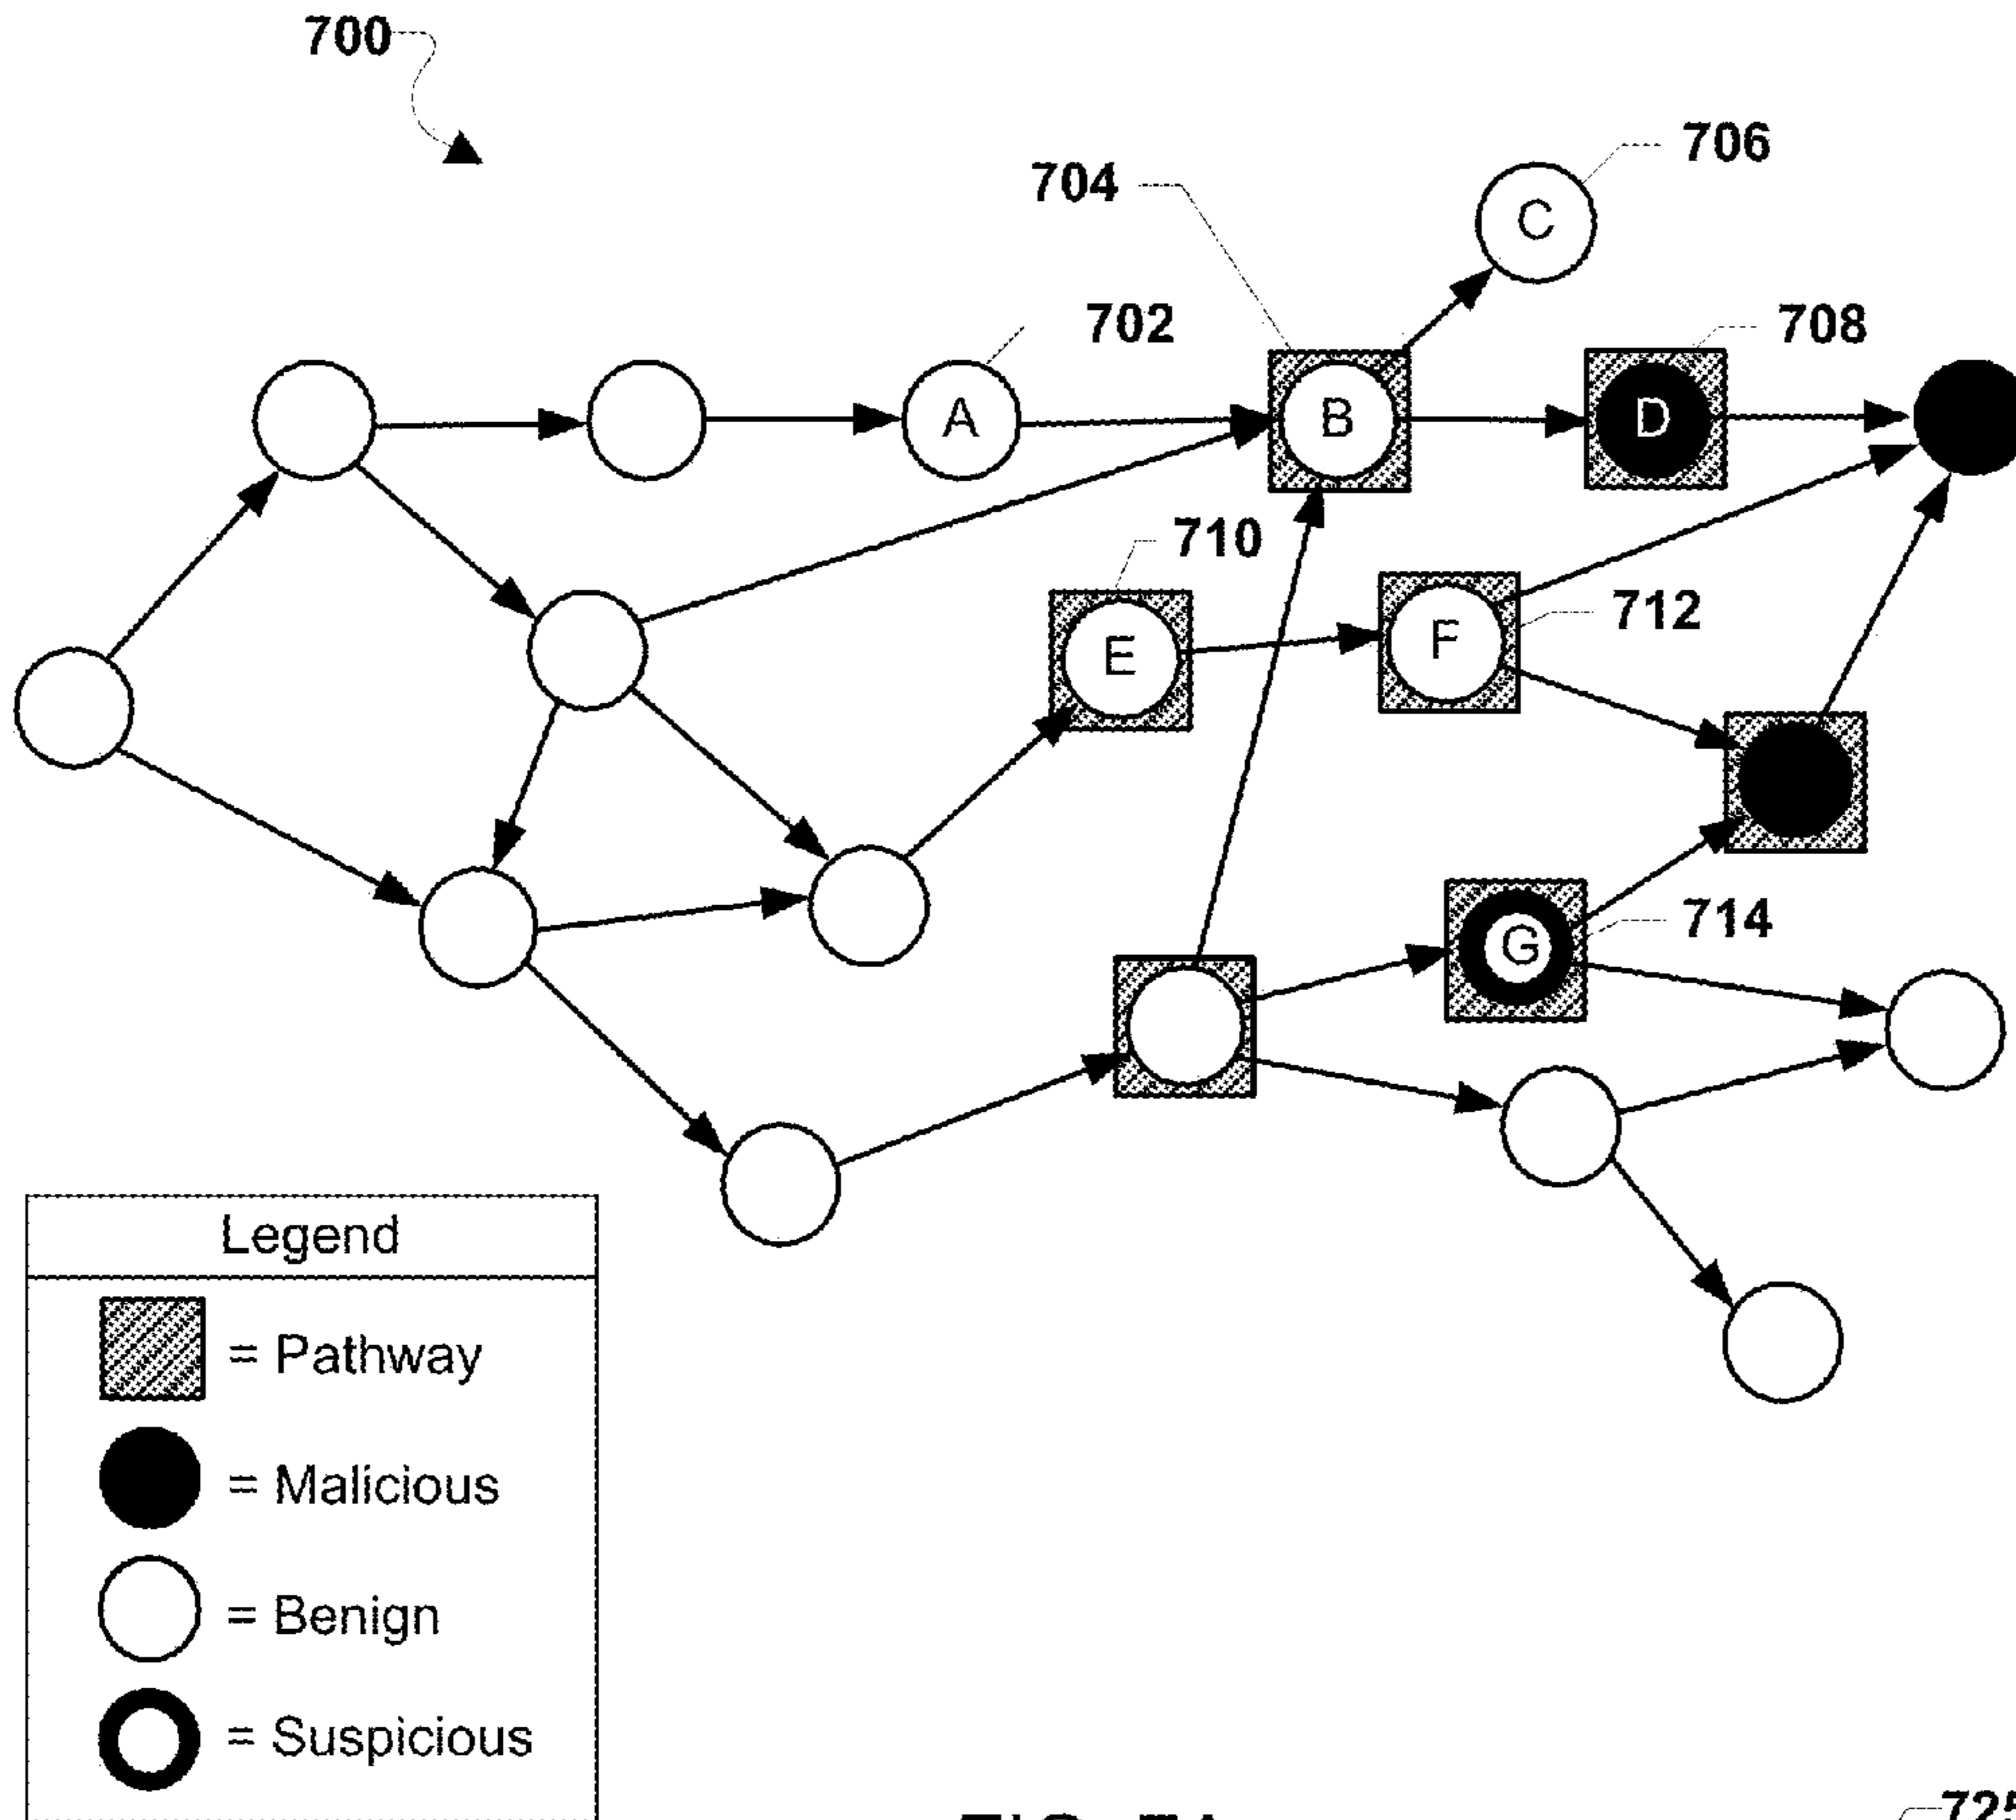 700
706
704
C
702
708
A
B
D
710
712
E
F
714
G
Legend
= Pathway
= Malicious
= Benign
= Suspicious